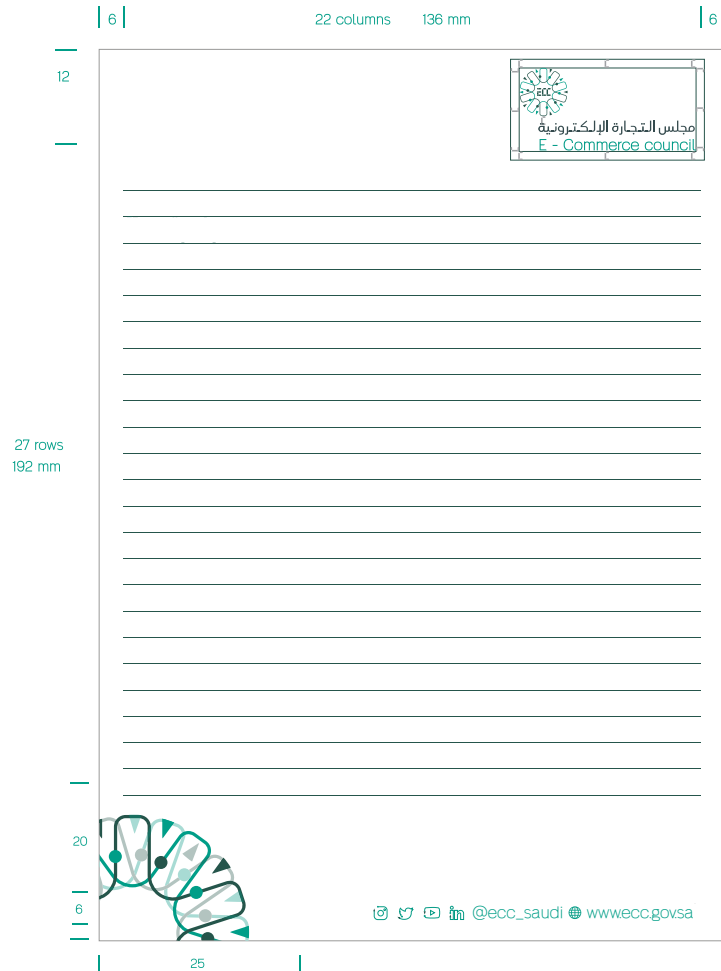 6 22 columns 136 mm 6
12
ECC
مجلس التجارة الإلكترونية
E - Commerce council
27 rows
192 mm
20
6
@ecc_saudi www.ecc.gov.sa
25